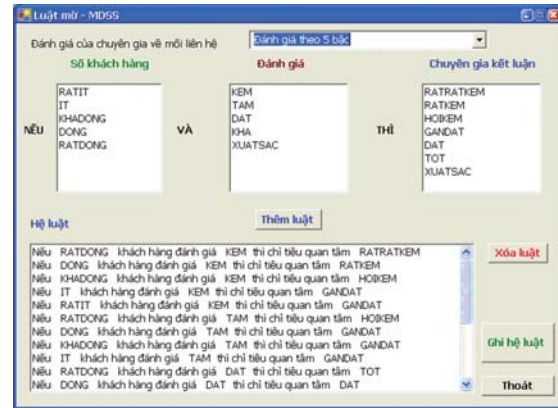 Luật mờ - MDSS
Đánh giá của chuyên gia về mối liên hệ
Đánh giá theo 5 bậc
Số khách hàng
Đánh giá
Chuyên gia kết luận
NẾU
RATIT
IT
KHADONG
DONG
RATDONG
VÀ
KEM
TAM
DAT
KHA
XUATSAC
THÌ
RATRATKEM
RATKEM
HOIKEM
GANDAT
DAT
TOT
XUATSAC
Hệ luật
Thêm luật
Nếu RATDONG khách hàng đánh giá KEM thì chỉ tiêu quan tâm RATRATKEM
Nếu DONG khách hàng đánh giá KEM thì chỉ tiêu quan tâm RATKEM
Nếu KHADONG khách hàng đánh giá KEM thì chỉ tiêu quan tâm HOIKEM
Nếu IT khách hàng đánh giá KEM thì chỉ tiêu quan tâm GANDAT
Nếu RATIT khách hàng đánh giá KEM thì chỉ tiêu quan tâm GANDAT
Nếu RATDONG khách hàng đánh giá TAM thì chỉ tiêu quan tâm HOIKEM
Nếu DONG khách hàng đánh giá TAM thì chỉ tiêu quan tâm GANDAT
Nếu KHADONG khách hàng đánh giá TAM thì chỉ tiêu quan tâm GANDAT
Nếu IT khách hàng đánh giá TAM thì chỉ tiêu quan tâm GANDAT
Nếu RATDONG khách hàng đánh giá DAT thì chỉ tiêu quan tâm TOT
Nếu DONG khách hàng đánh giá DAT thì chỉ tiêu quan tâm DAT
Xóa luật
Ghi hệ luật
Thoát